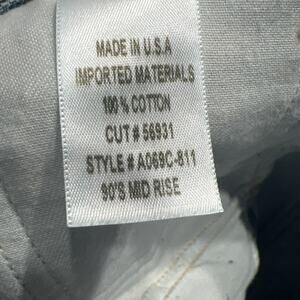 MADE IN U.S.A
IMPORTED MATERIALS
100% COTTON
CUT # 56931
STYLE # A069C-811
90'S MID RISE